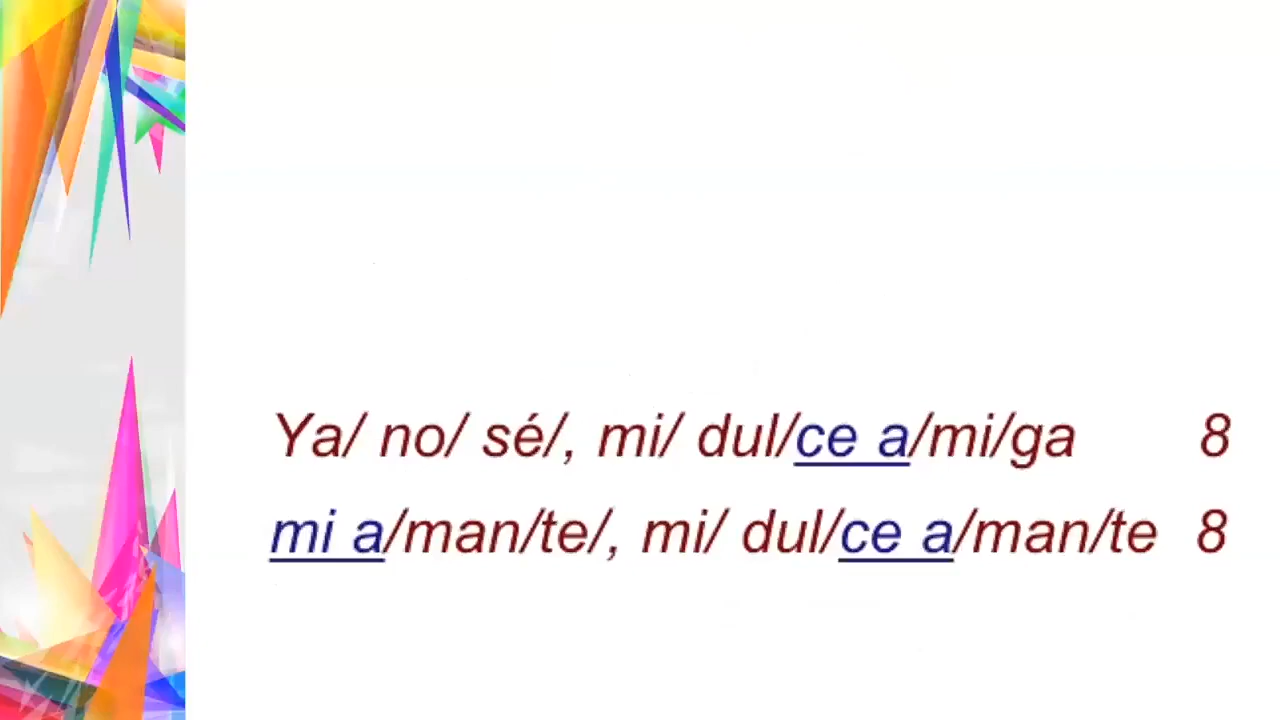 Ya/ no/ sé/, mi/ dul/ce a/mi/ga 8
mi a/man/te/, mi/ dul/ce a/man/te 8